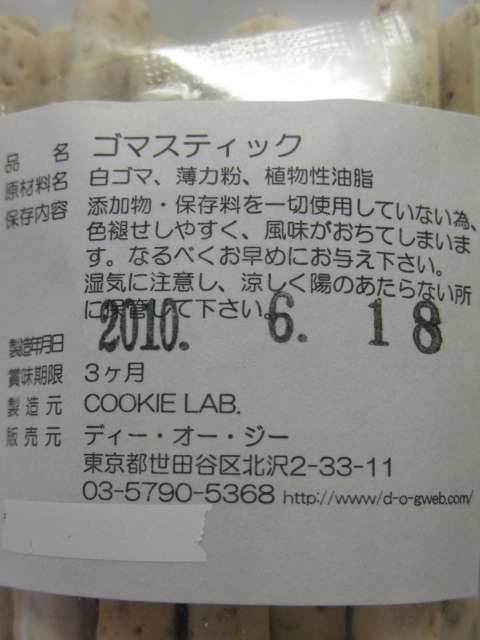 品名 ゴマスティック
原材料名 白ゴマ、薄力粉、植物性油脂
保存内容 添加物・保存料を一切使用していない為、
色褪せしやすく、風味がおちてしまいま
す。なるべくお早めにお与え下さい。
湿気に注意し、涼しく陽のあたらない所
に保管して下さい。
製造年月日 2010. 6. 18
賞味期限 3ヶ月
製造元 COOKIE LAB.
販売元 ディー・オー・ジー
東京都世田谷区北沢2-33-11
03-5790-5368 http://www/d-o-gweb.com/